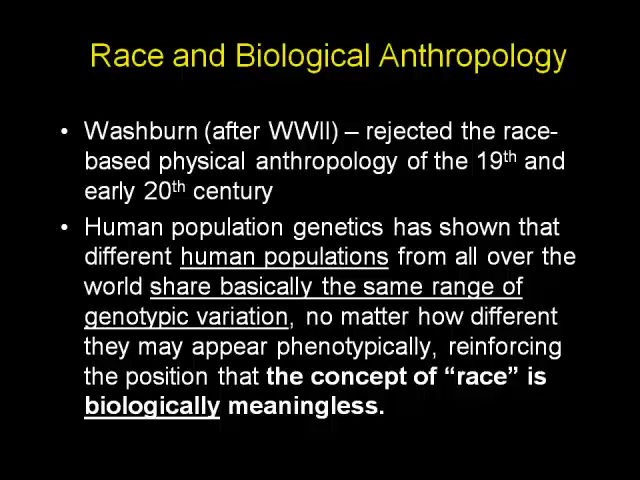 Race and Biological Anthropology
• Washburn (after WWII) – rejected the race-
based physical anthropology of the 19th and
early 20th century
• Human population genetics has shown that
different human populations from all over the
world share basically the same range of
genotypic variation, no matter how different
they may appear phenotypically, reinforcing
the position that the concept of “race” is
biologically meaningless.